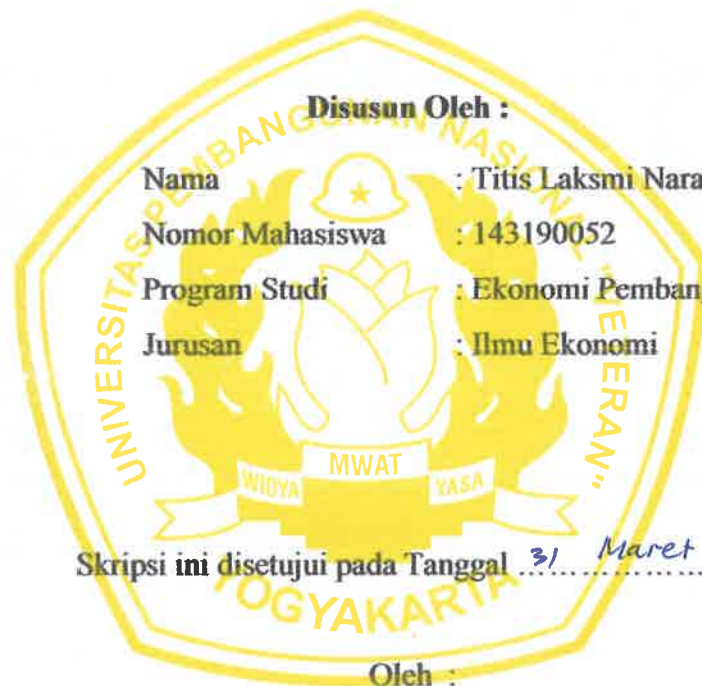 Disusun Oleh :
Nama : Titis Laksmi Nara
Nomor Mahasiswa : 143190052
Program Studi : Ekonomi Pembang
Jurusan : Ilmu Ekonomi
UNIVERSITAS PEMBANGUNAN NASIONAL "VETERAN"
WIDYA MWAT YASA
YOGYAKARTA
Skripsi ini disetujui pada Tanggal ...31 Maret......
Oleh :